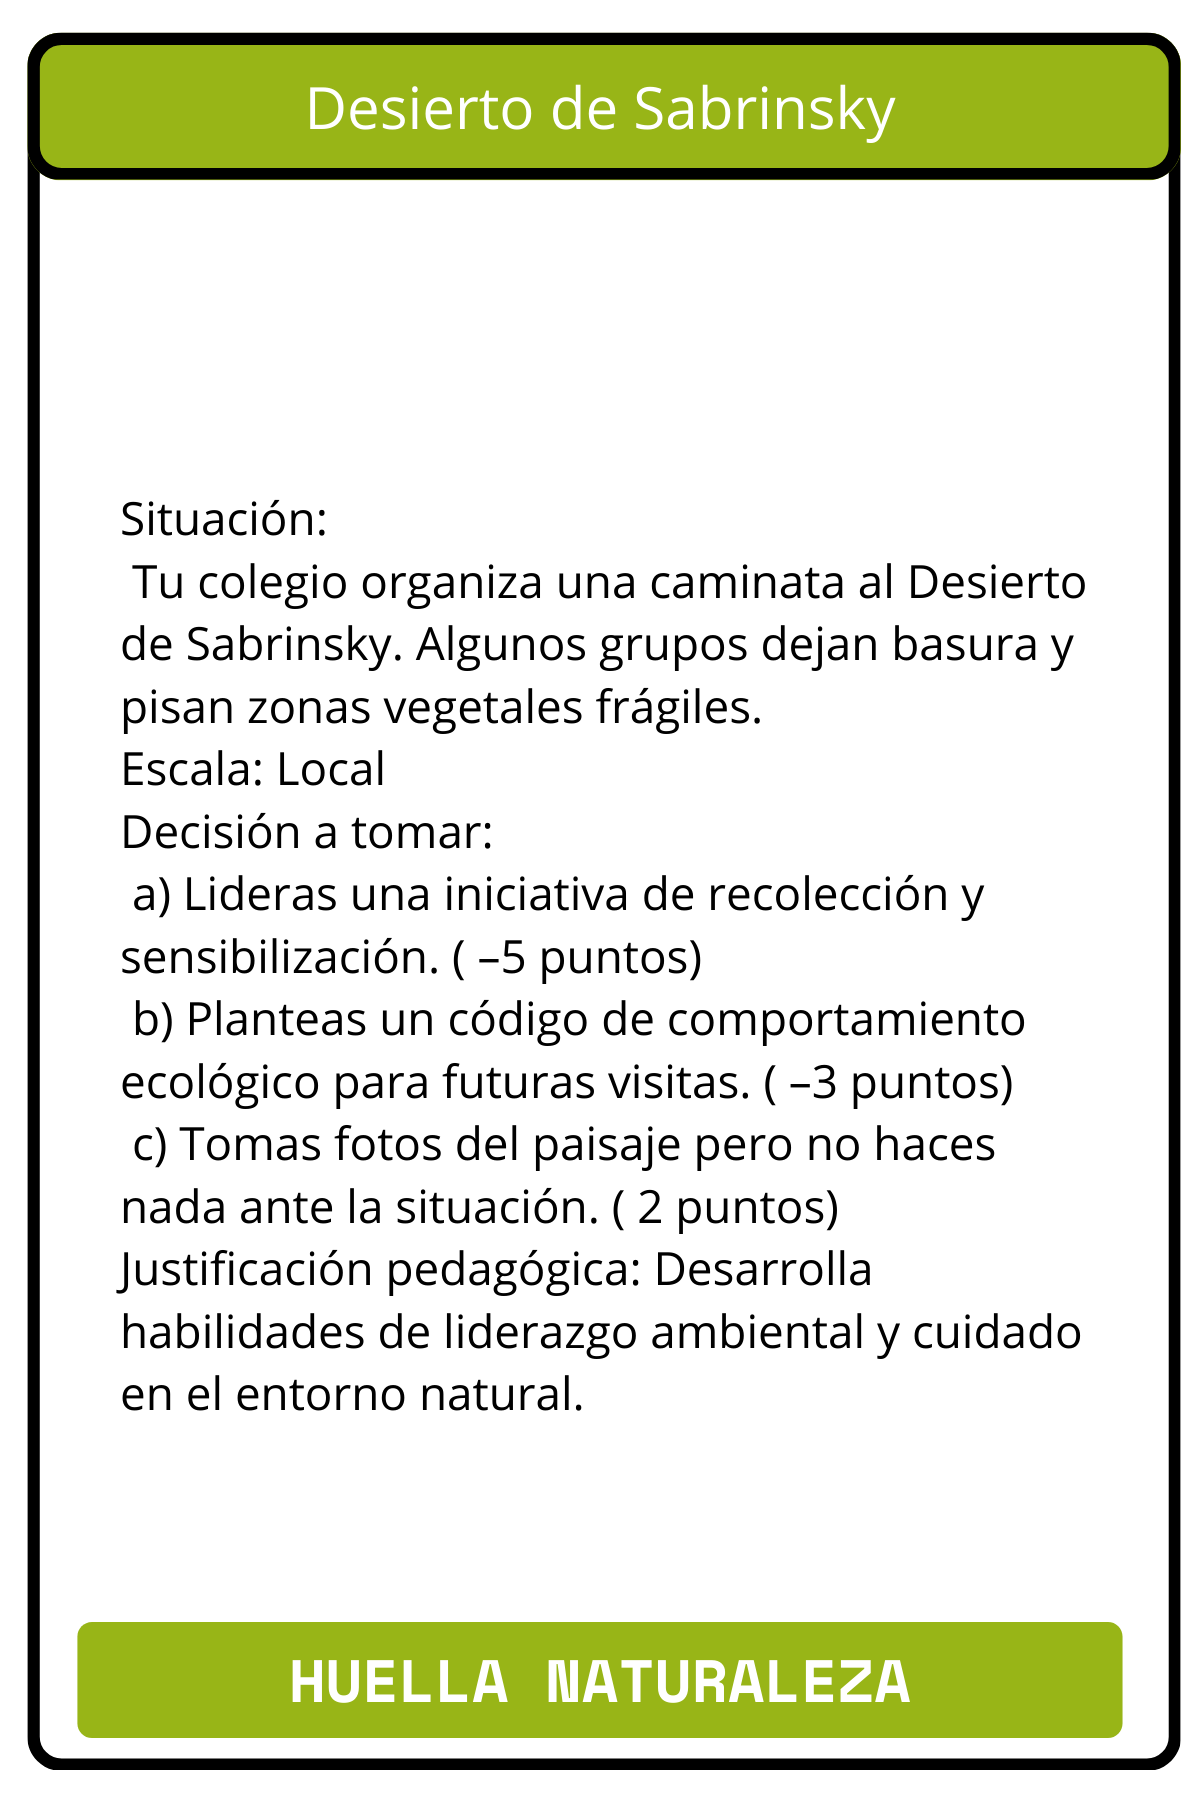 Desierto de Sabrinsky
Situación:
Tu colegio organiza una caminata al Desierto
de Sabrinsky. Algunos grupos dejan basura y
pisan zonas vegetales frágiles.
Escala: Local
Decisión a tomar:
a) Lideras una iniciativa de recolección y
sensibilización. ( –5 puntos)
b) Planteas un código de comportamiento
ecológico para futuras visitas. ( –3 puntos)
c) Tomas fotos del paisaje pero no haces
nada ante la situación. ( 2 puntos)
Justificación pedagógica: Desarrolla
habilidades de liderazgo ambiental y cuidado
en el entorno natural.
HUELLA NATURALEZA